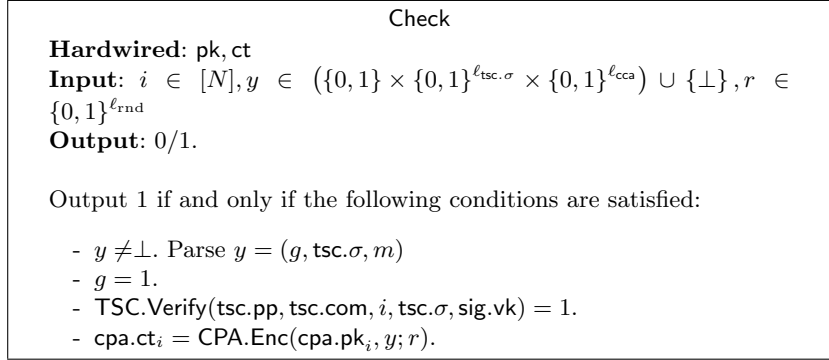 Check
Hardwired: pk, ct
Input: i ∈ [N], y ∈ ({0, 1} × {0, 1}^{ℓ_{tsc.σ}} × {0, 1}^{ℓ_{cca}}) ∪ {⊥}, r ∈
{0, 1}^{ℓ_{rnd}}
Output: 0/1.
Output 1 if and only if the following conditions are satisfied:
- y ≠⊥. Parse y = (g, tsc.σ, m)
- g = 1.
- TSC.Verify(tsc.pp, tsc.com, i, tsc.σ, sig.vk) = 1.
- cpa.ct_i = CPA.Enc(cpa.pk_i, y; r).